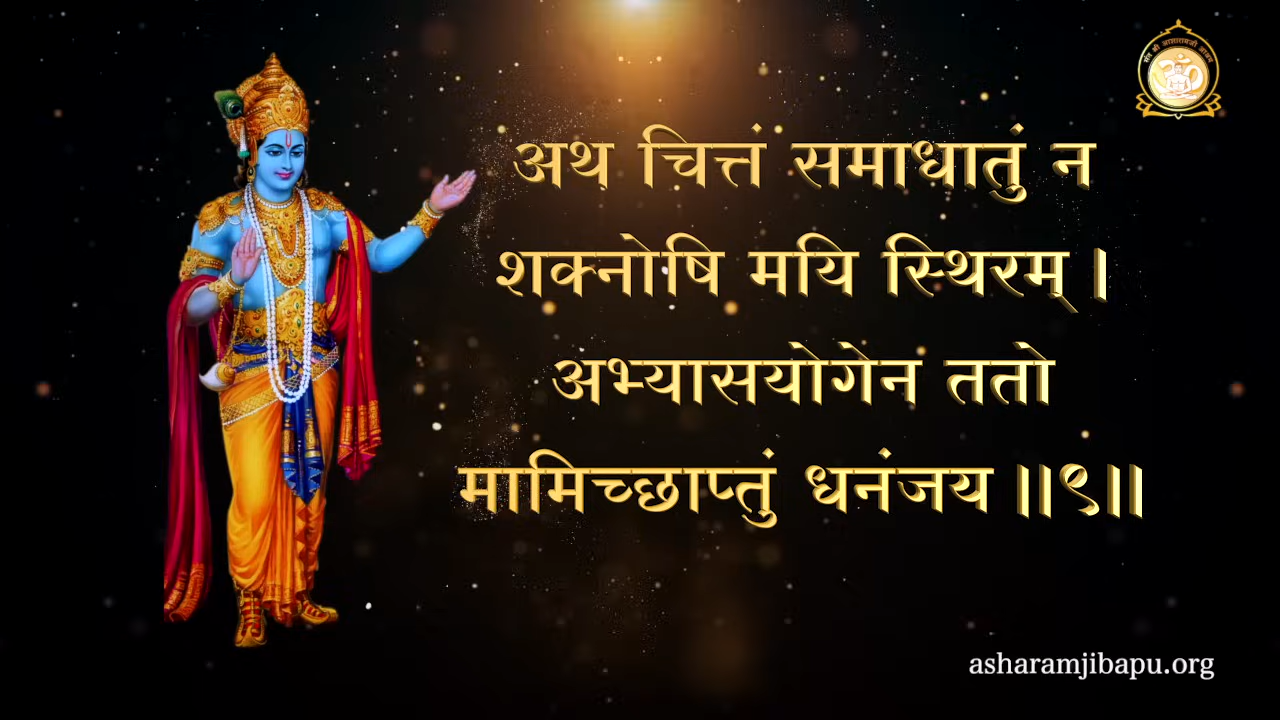 अथ चित्तं समाधातुं न
शक्नोषि मयि स्थिरम् ।
अभ्यासयोगेन ततो
मामिच्छाप्तुं धनंजय ॥९॥
asharamjibapu.org